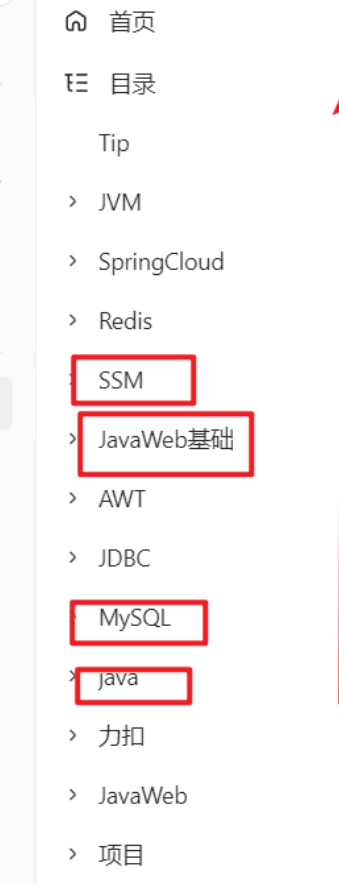 首页
目录
Tip
JVM
SpringCloud
Redis
SSM
JavaWeb基础
AWT
JDBC
MySQL
java
力扣
JavaWeb
项目